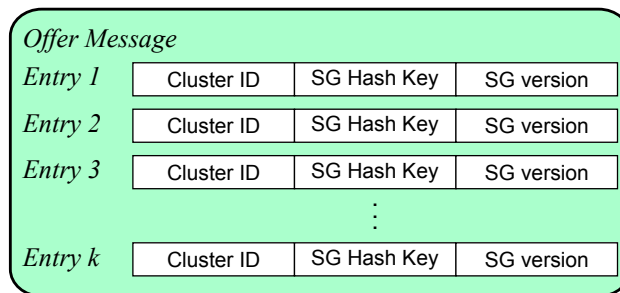 Offer Message
Entry 1 Cluster ID SG Hash Key SG version
Entry 2 Cluster ID SG Hash Key SG version
Entry 3 Cluster ID SG Hash Key SG version
⋮
Entry k Cluster ID SG Hash Key SG version